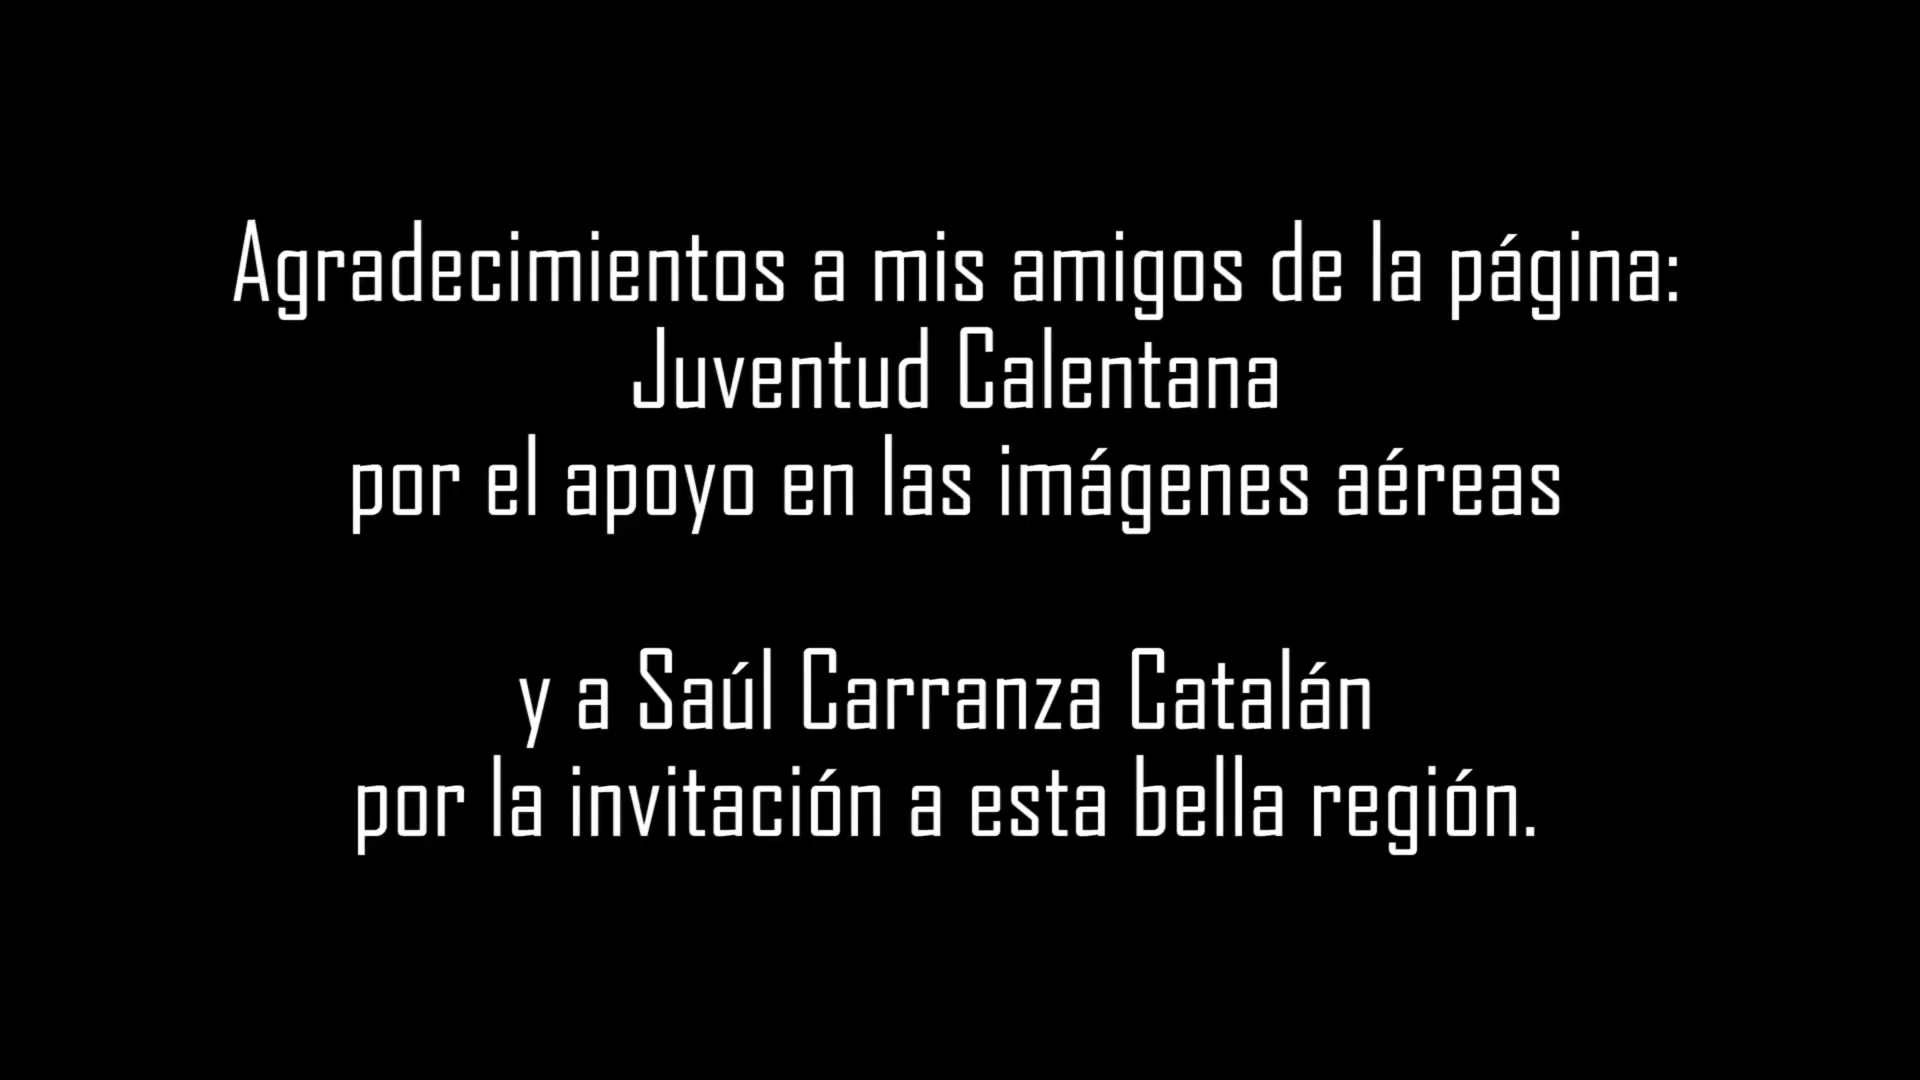 Agradecimientos a mis amigos de la página:
Juventud Calentana
por el apoyo en las imágenes aéreas
y a Saúl Carranza Catalán
por la invitación a esta bella región.